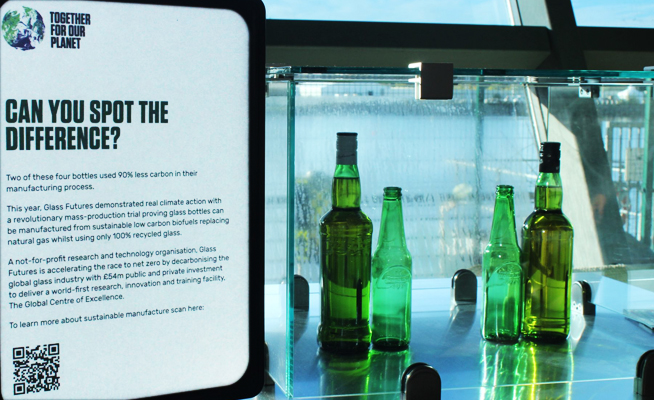 TOGETHER
FOR OUR
PLANET
CAN YOU SPOT THE
DIFFERENCE?
Two of these four bottles used 90% less carbon in their
manufacturing process.
This year, Glass Futures demonstrated real climate action with
a revolutionary mass-production trial proving glass bottles can
be manufactured from sustainable low carbon biofuels replacing
natural gas whilst using only 100% recycled glass.
A not-for-profit research and technology organisation, Glass
Futures is accelerating the race to net zero by decarbonising the
global glass industry with £54m public and private investment
to deliver a world-first research, innovation and training facility,
The Global Centre of Excellence.
To learn more about sustainable manufacture scan here: